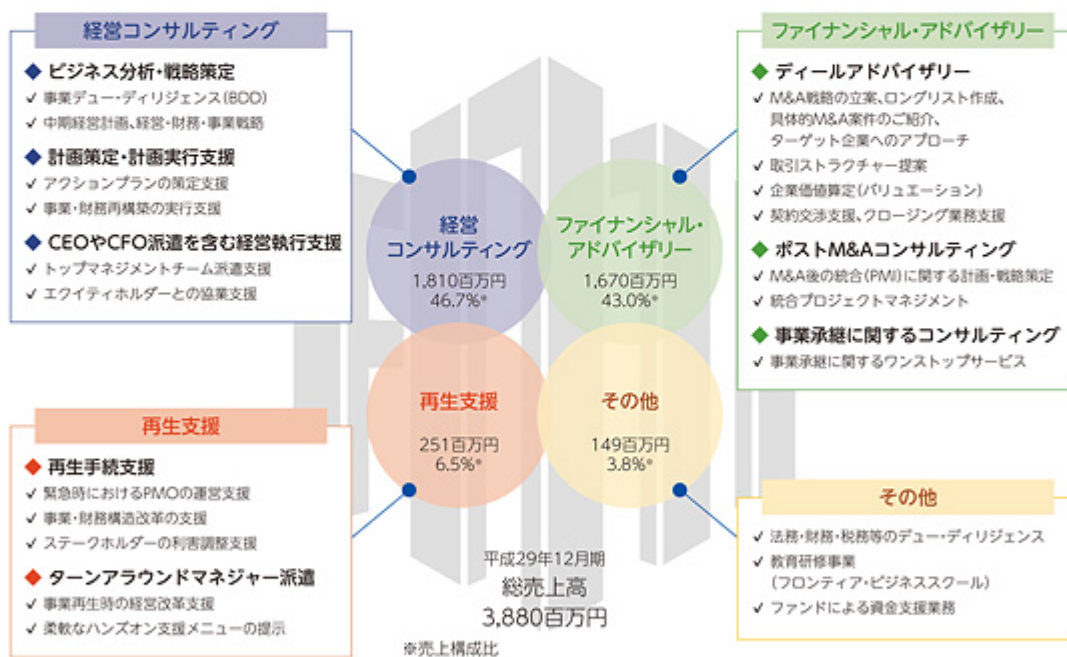 経営コンサルティング
◆ ビジネス分析・戦略策定
✓ 事業デュー・ディリジェンス(BDD)
✓ 中期経営計画、経営・財務・事業戦略
◆ 計画策定・計画実行支援
✓ アクションプランの策定支援
✓ 事業・財務再構築の実行支援
◆ CEOやCFO派遣を含む経営執行支援
✓ トップマネジメントチーム派遣支援
✓ エクイティホルダーとの協業支援
ファイナンシャル・アドバイザリー
◆ ディールアドバイザリー
✓ M&A戦略の立案、ロングリスト作成、
具体的M&A案件のご紹介、
ターゲット企業へのアプローチ
✓ 取引ストラクチャー提案
✓ 企業価値算定(バリュエーション)
✓ 契約交渉支援、クロージング業務支援
◆ ポストM&Aコンサルティング
✓ M&A後の統合(PMI)に関する計画・戦略策定
✓ 統合プロジェクトマネジメント
◆ 事業承継に関するコンサルティング
✓ 事業承継に関するワンストップサービス
経営
コンサルティング
1,810百万円
46.7%※
ファイナンシャル・
アドバイザリー
1,670百万円
43.0%※
再生支援
251百万円
6.5%※
その他
149百万円
3.8%※
再生支援
◆ 再生手続支援
✓ 緊急時におけるPMOの運営支援
✓ 事業・財務構造改革の支援
✓ ステークホルダーの利害調整支援
◆ ターンアラウンドマネジャー派遣
✓ 事業再生時の経営改革支援
✓ 柔軟なハンズオン支援メニューの提示
その他
✓ 法務・財務・税務等のデュー・ディリジェンス
✓ 教育研修事業
(フロンティア・ビジネススクール)
✓ ファンドによる資金支援業務
平成29年12月期
総売上高
3,880百万円
※売上構成比